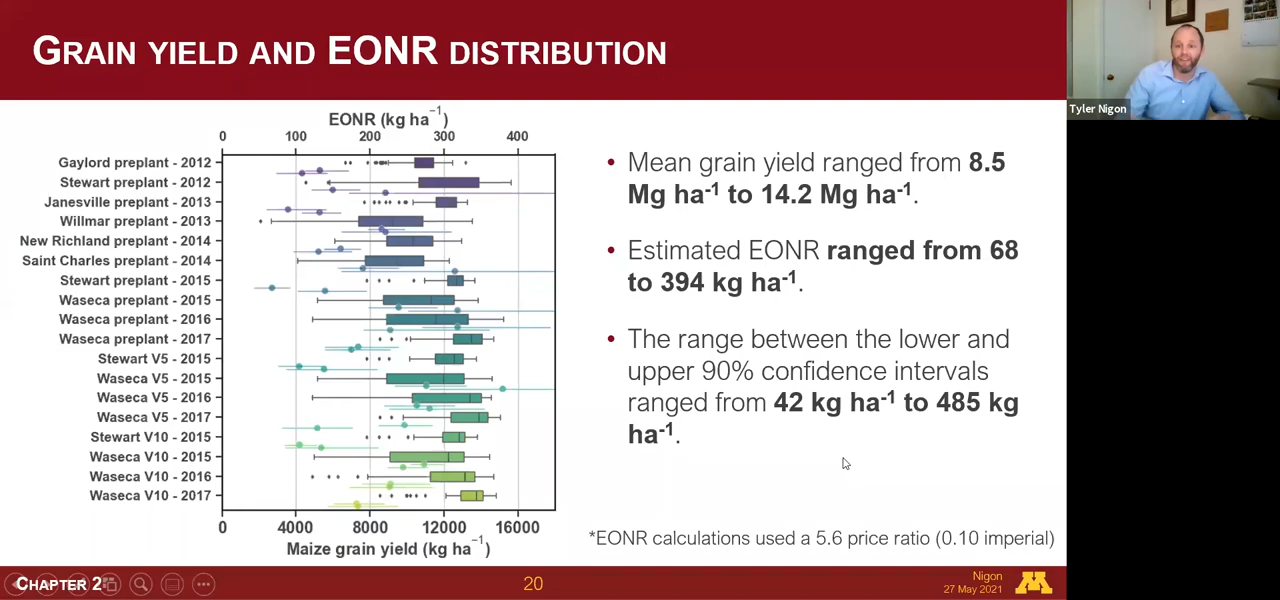 GRAIN YIELD AND EONR DISTRIBUTION
Tyler Nigon
EONR (kg ha⁻¹)
0 100 200 300 400
Gaylord preplant - 2012
Stewart preplant - 2012
Janesville preplant - 2013
Willmar preplant - 2013
New Richland preplant - 2014
Saint Charles preplant - 2014
Stewart preplant - 2015
Waseca preplant - 2015
Waseca preplant - 2016
Waseca preplant - 2017
Stewart V5 - 2015
Waseca V5 - 2015
Waseca V5 - 2016
Waseca V5 - 2017
Stewart V10 - 2015
Waseca V10 - 2015
Waseca V10 - 2016
Waseca V10 - 2017
0 4000 8000 12000 16000
Maize grain yield (kg ha⁻¹)
• Mean grain yield ranged from 8.5
Mg ha⁻¹ to 14.2 Mg ha⁻¹.
• Estimated EONR ranged from 68
to 394 kg ha⁻¹.
• The range between the lower and
upper 90% confidence intervals
ranged from 42 kg ha⁻¹ to 485 kg
ha⁻¹.
*EONR calculations used a 5.6 price ratio (0.10 imperial)
CHAPTER 2
20
Nigon
27 May 2021
M